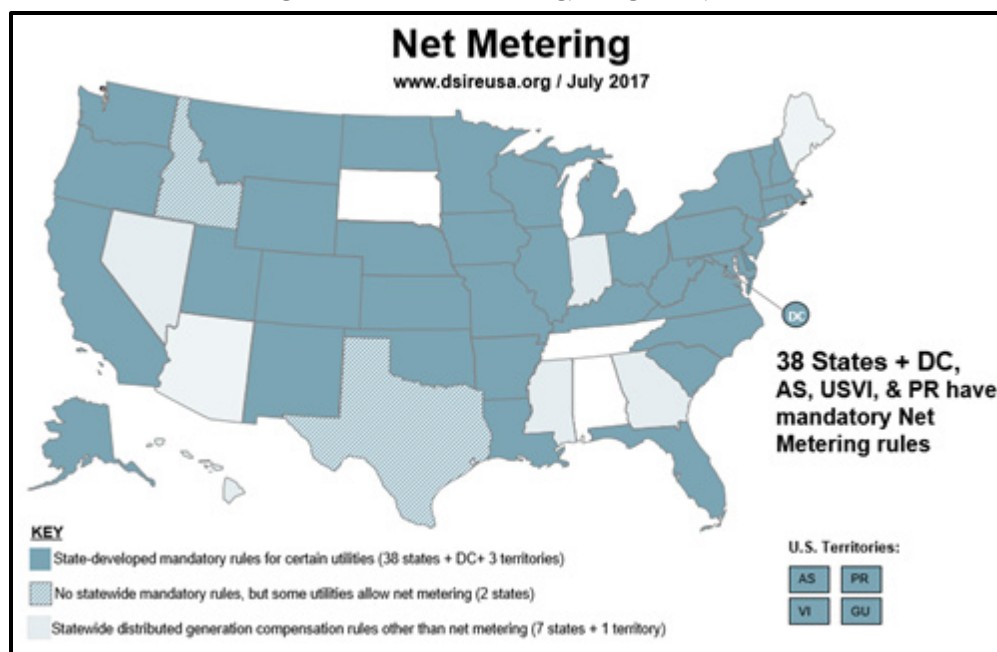 Net Metering
www.dsireusa.org / July 2017
DC
38 States + DC,
AS, USVI, & PR have
mandatory Net
Metering rules
KEY
State-developed mandatory rules for certain utilities (38 states + DC+ 3 territories)
No statewide mandatory rules, but some utilities allow net metering (2 states)
Statewide distributed generation compensation rules other than net metering (7 states + 1 territory)
U.S. Territories:
AS PR
VI GU